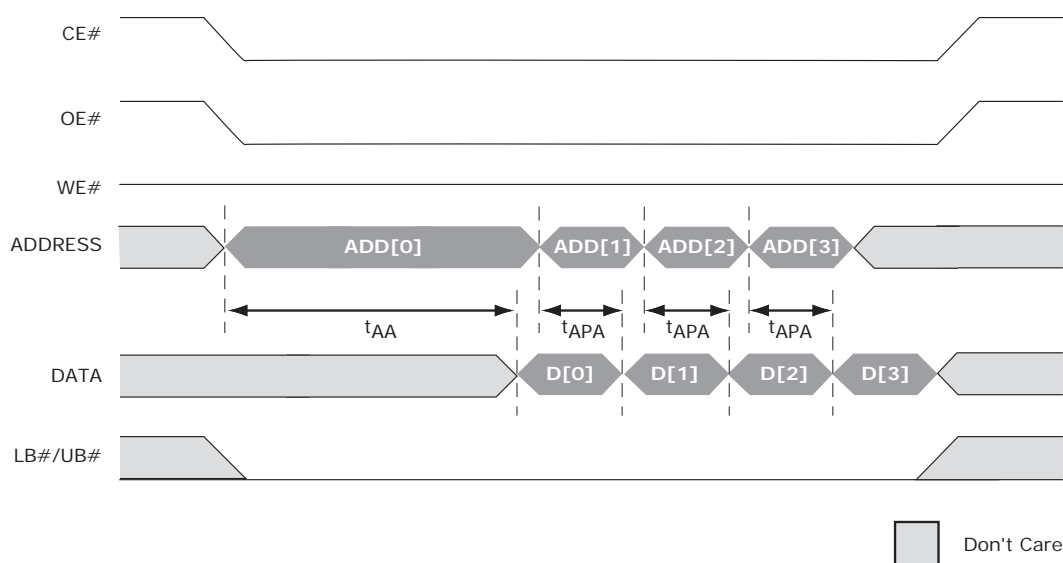 CE#
OE#
WE#
ADDRESS ADD[0] ADD[1] ADD[2] ADD[3]
tAA tAPA tAPA tAPA
DATA D[0] D[1] D[2] D[3]
LB#/UB#
Don't Care